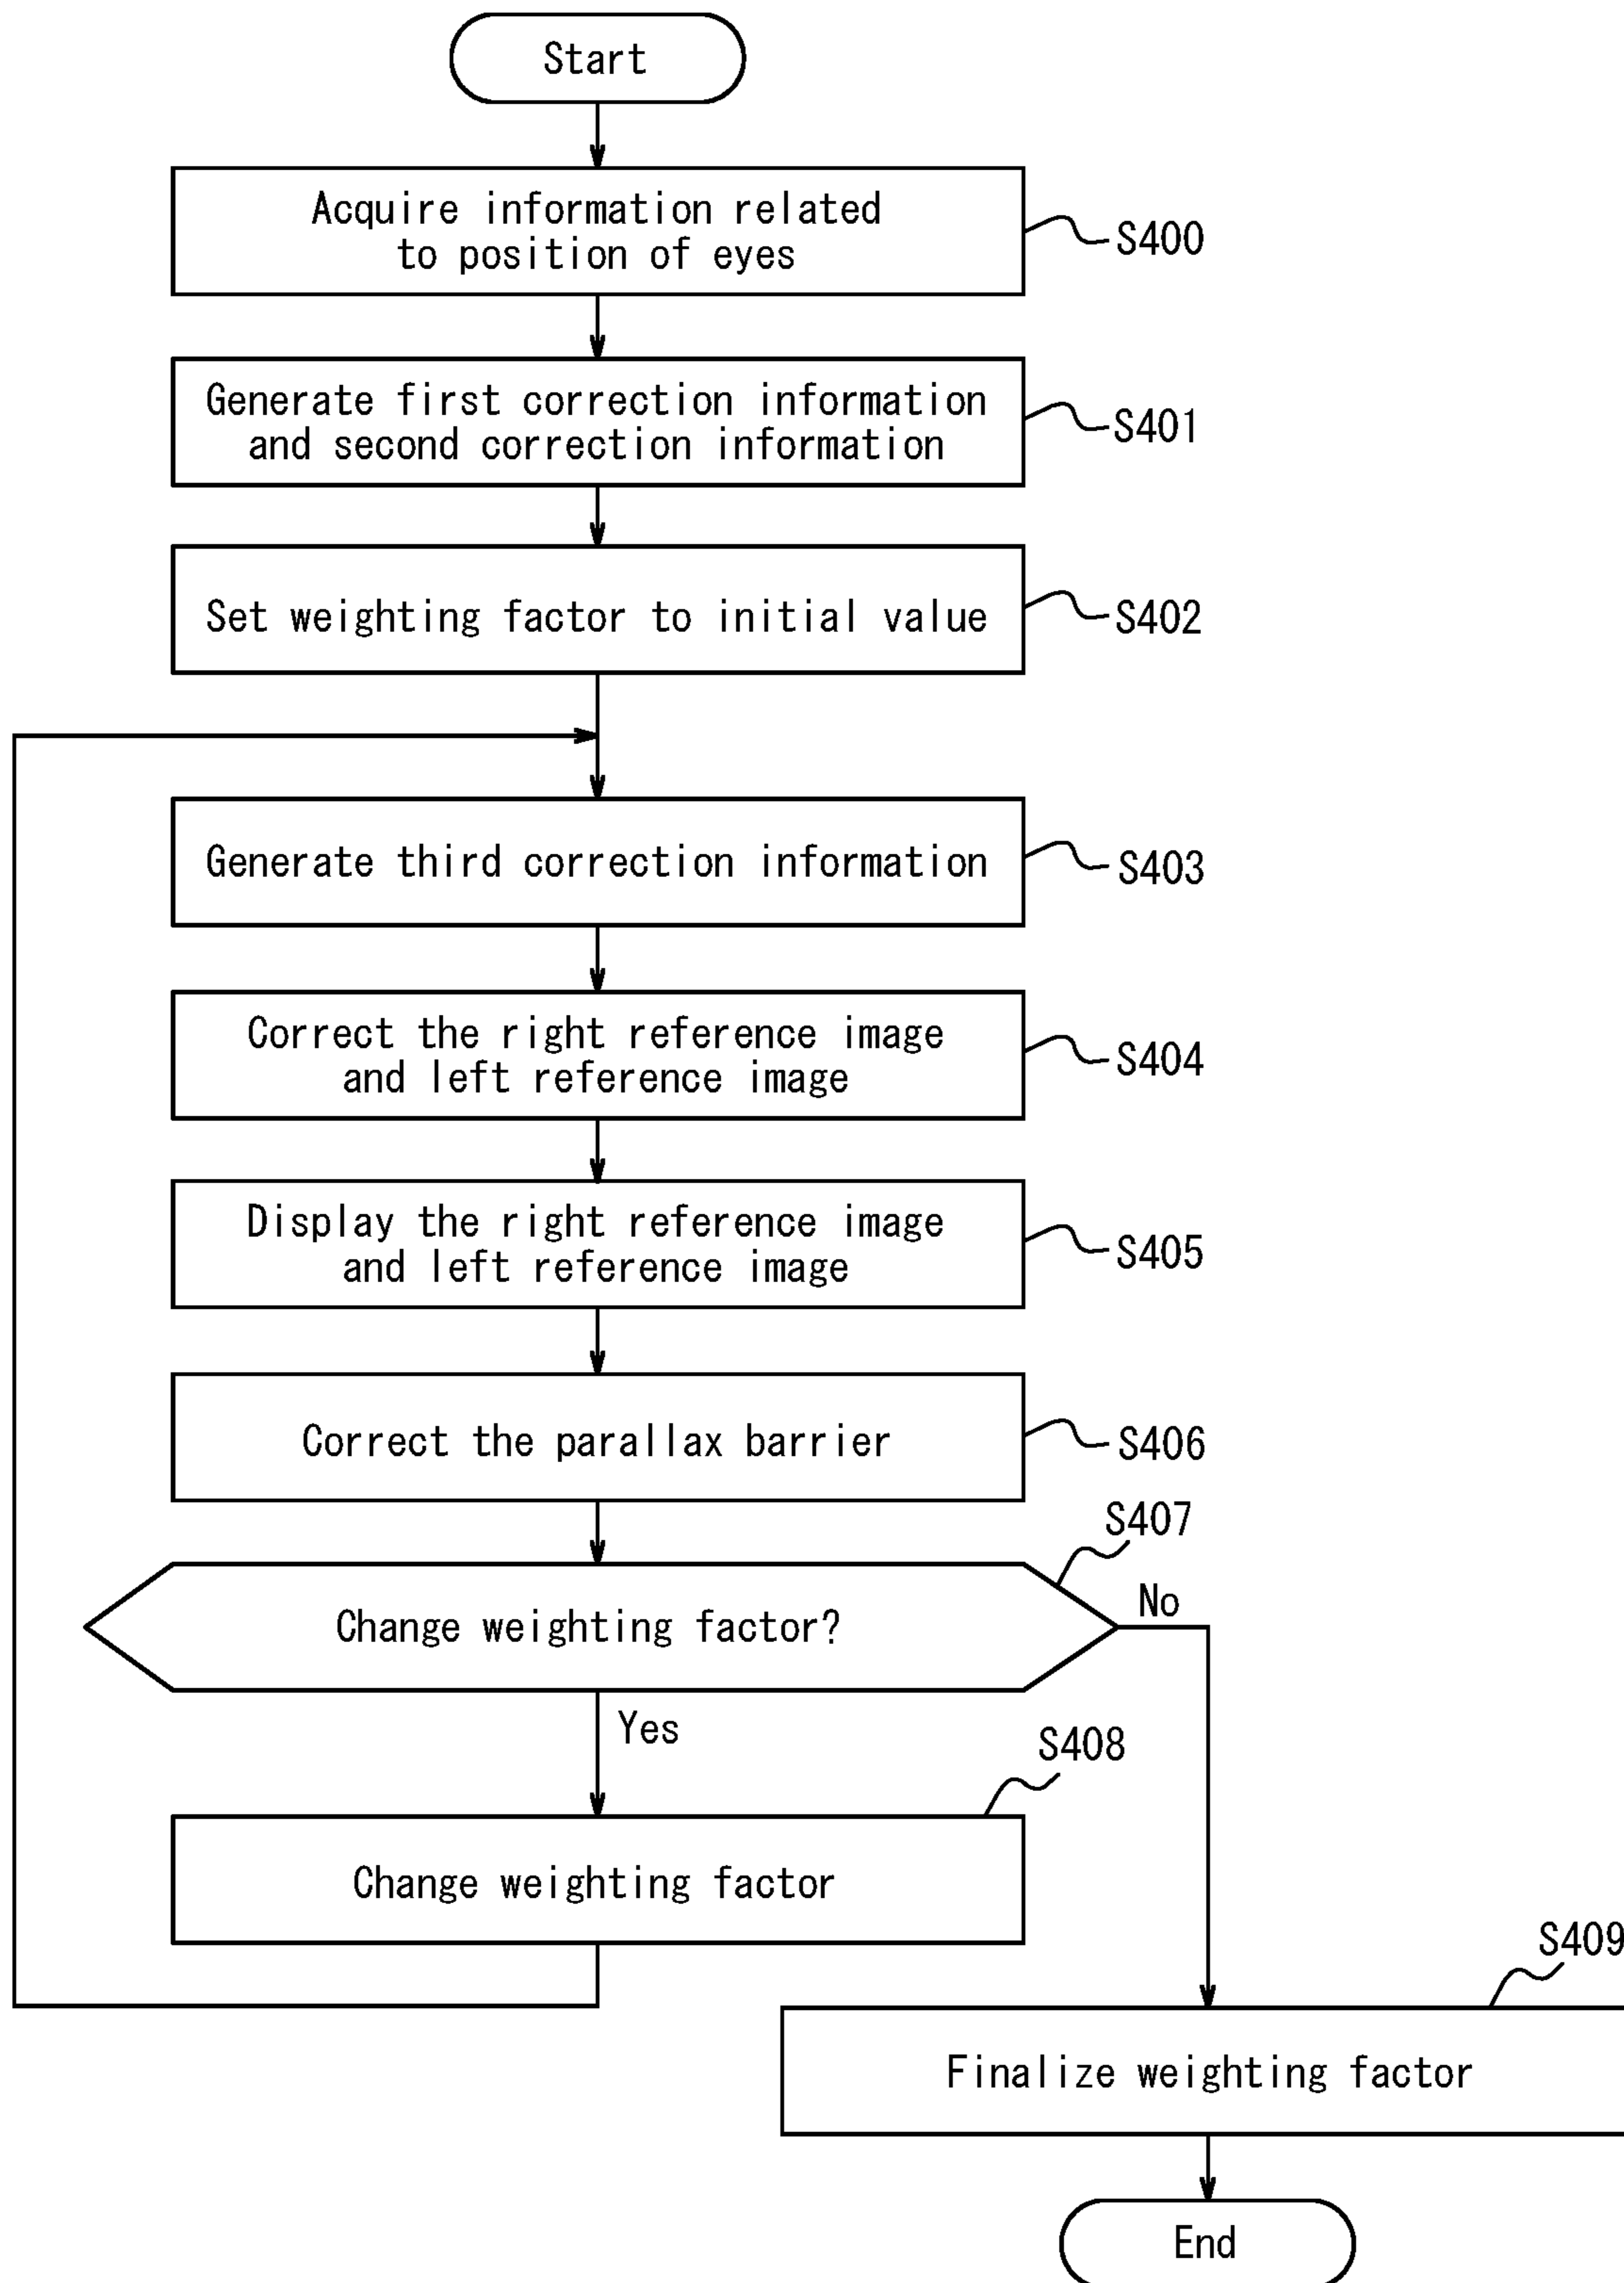 Start
Acquire information related
to position of eyes
S400
Generate first correction information
and second correction information
S401
Set weighting factor to initial value
S402
Generate third correction information
S403
Correct the right reference image
and left reference image
S404
Display the right reference image
and left reference image
S405
Correct the parallax barrier
S406
S407
Change weighting factor?
No
Yes
S408
Change weighting factor
S409
Finalize weighting factor
End